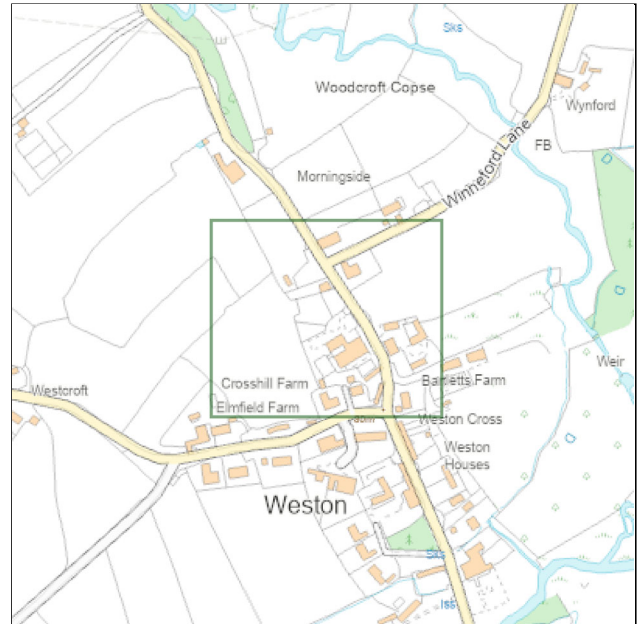 Sks
Woodcroft Copse
Wynford
Winneford Lane
FB
Morningside
Weir
Crosshill Farm
Bartletts Farm
Westcroft
Elmfield Farm
Weston Cross
Weston
Houses
Weston
Sks
Iss